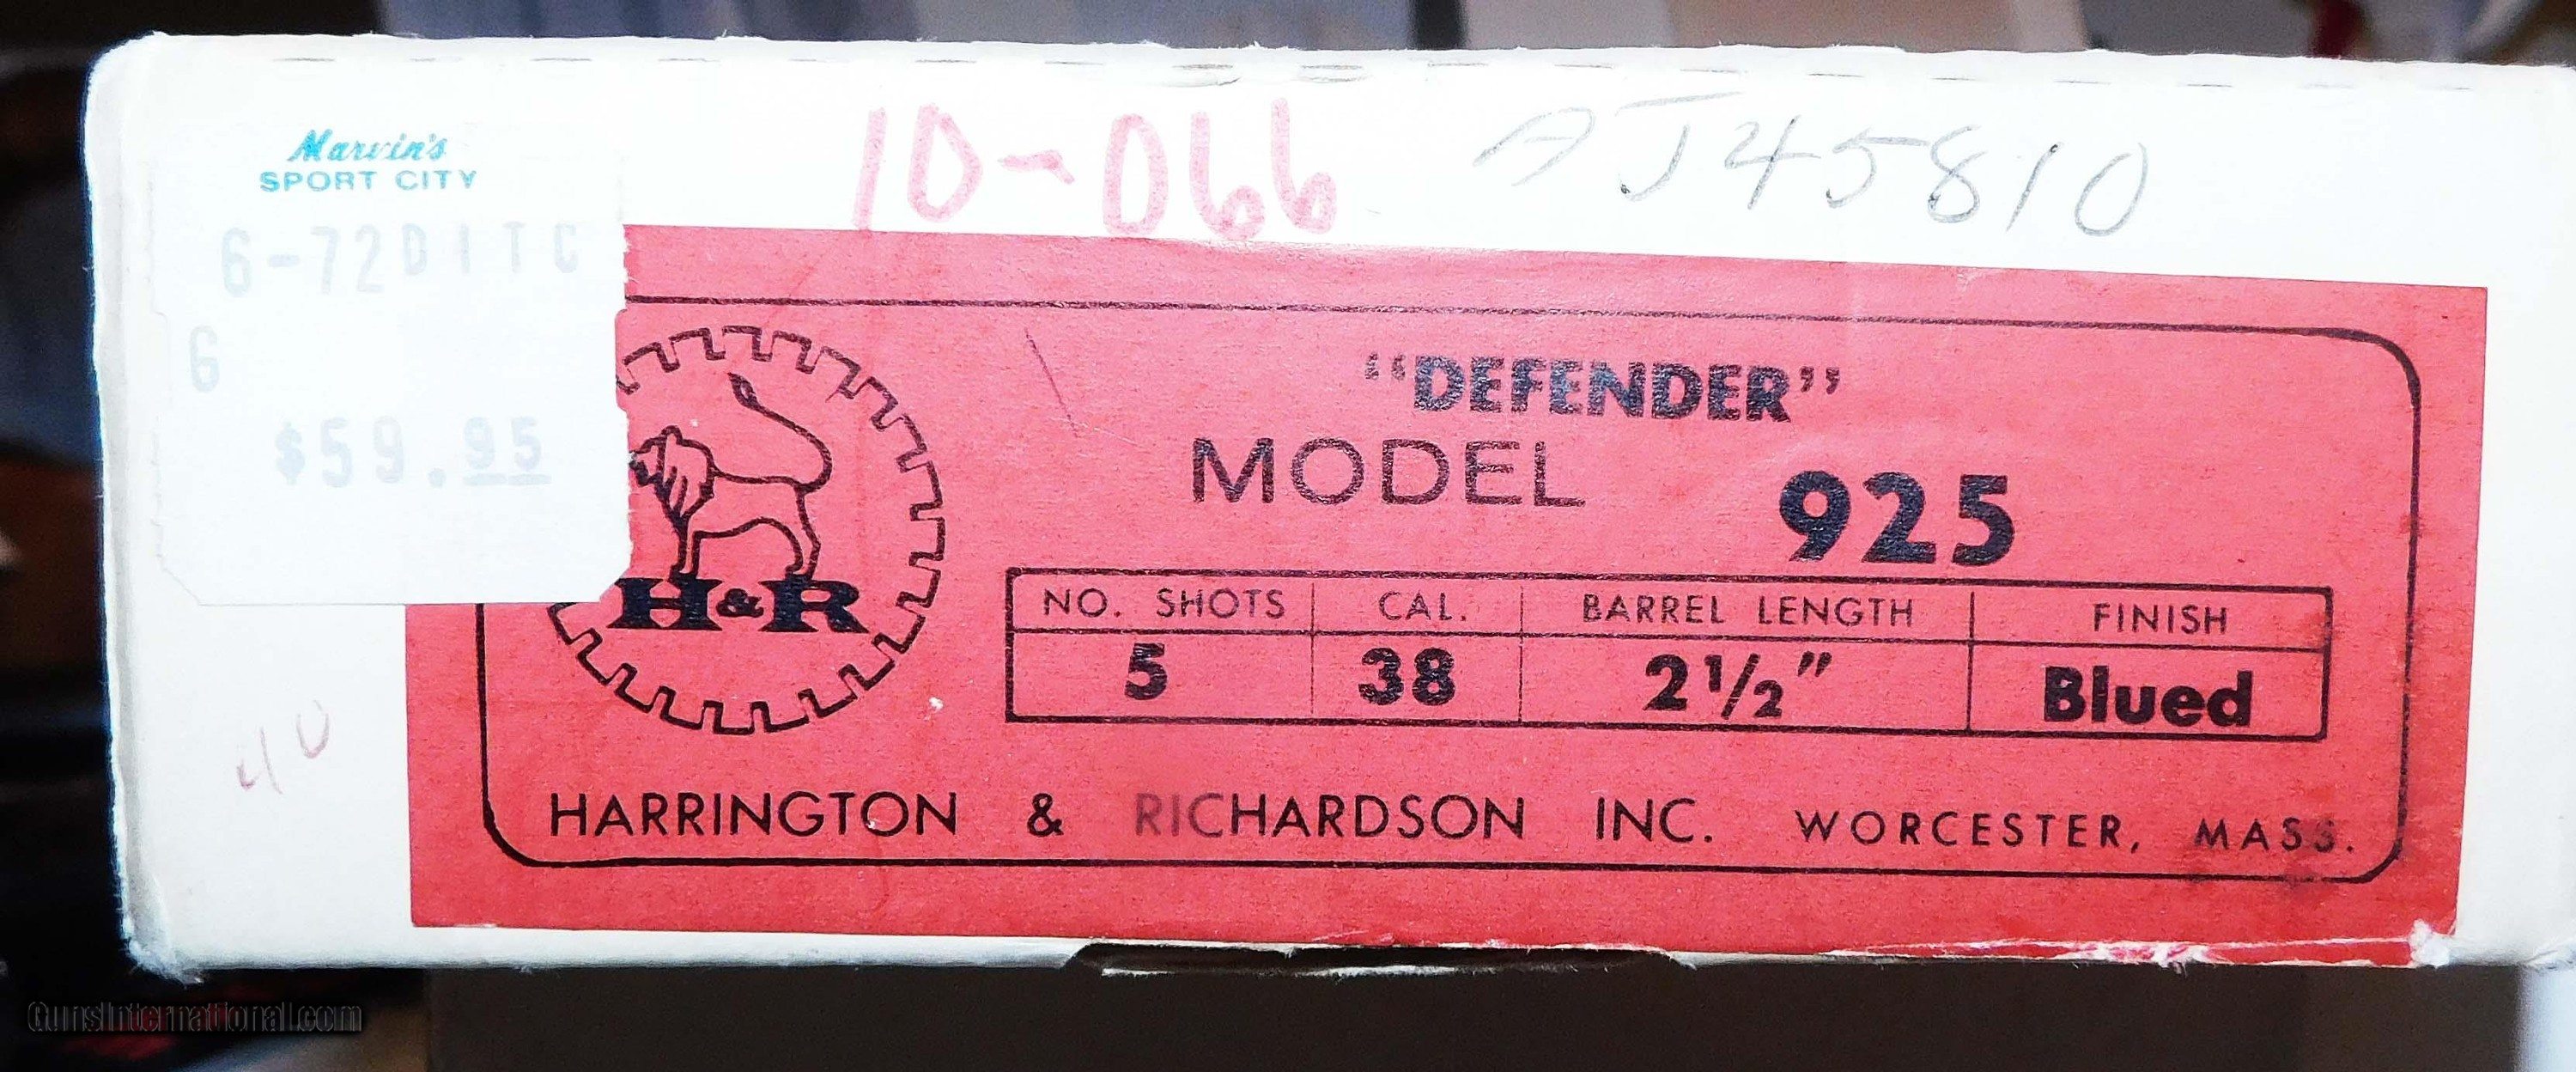 Marvin's
SPORT CITY
6-72DITC
6
$59.95
10-066
AJ45810
"DEFENDER"
MODEL 925
H&R
NO. SHOTS CAL. BARREL LENGTH FINISH
5 38 2½" Blued
HARRINGTON & RICHARDSON INC. WORCESTER, MASS.
40
GunsInternational.com